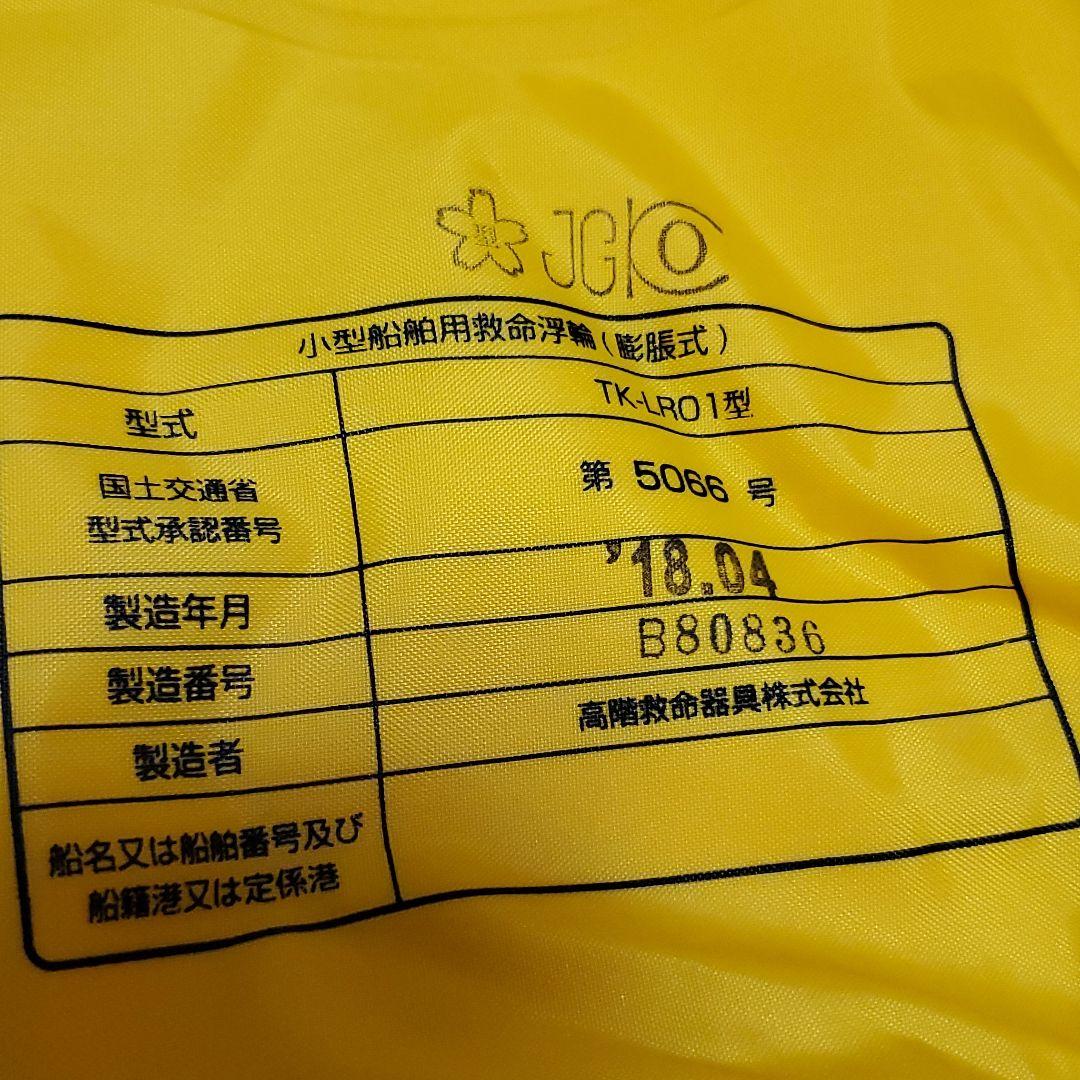 JCI
小型船舶用救命浮輪(膨脹式)
型式 TK-LR01型
国土交通省
型式承認番号 第 5066 号
製造年月 '18.04
製造番号 B80836
製造者 高階救命器具株式会社
船名又は船舶番号及び
船籍港又は定係港